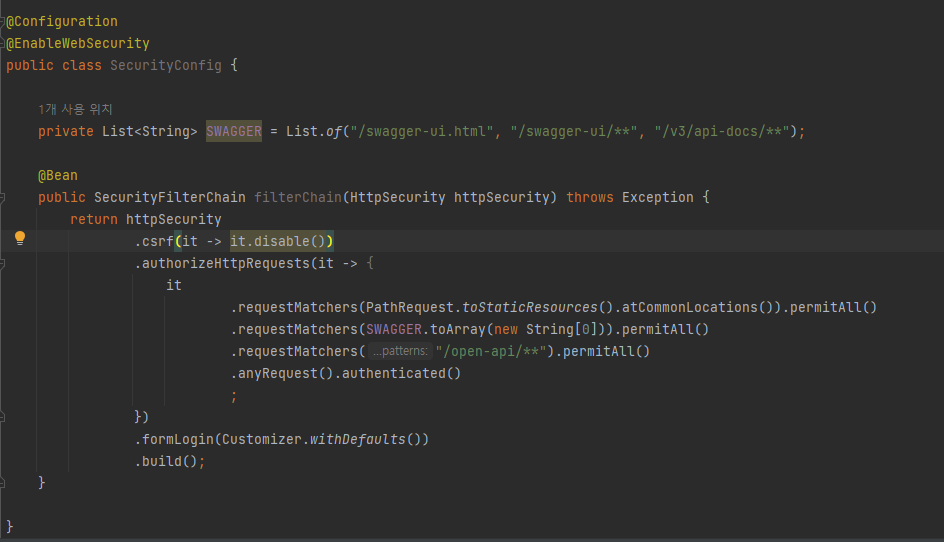 @Configuration
@EnableWebSecurity
public class SecurityConfig {
1개 사용 위치
private List<String> SWAGGER = List.of("/swagger-ui.html", "/swagger-ui/**", "/v3/api-docs/**");
@Bean
public SecurityFilterChain filterChain(HttpSecurity httpSecurity) throws Exception {
return httpSecurity
.csrf(it -> it.disable())
.authorizeHttpRequests(it -> {
it
.requestMatchers(PathRequest.toStaticResources().atCommonLocations()).permitAll()
.requestMatchers(SWAGGER.toArray(new String[0])).permitAll()
.requestMatchers( ...patterns: "/open-api/**").permitAll()
.anyRequest().authenticated()
;
})
.formLogin(Customizer.withDefaults())
.build();
}
}